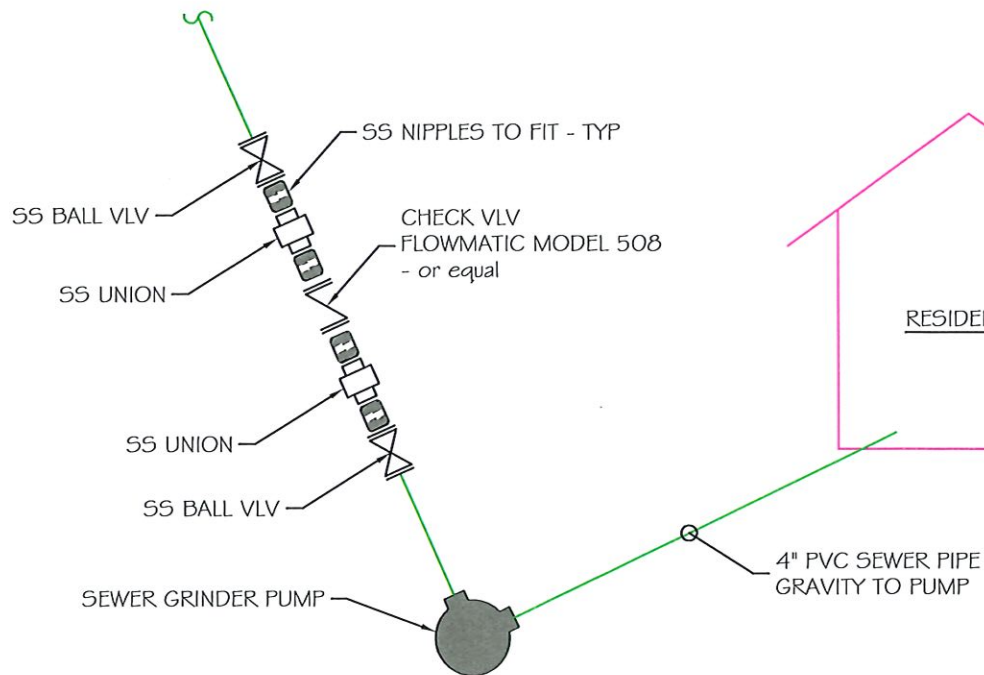 SS NIPPLES TO FIT - TYP
SS BALL VLV
CHECK VLV
FLOWMATIC MODEL 508
- or equal
SS UNION
SS UNION
SS BALL VLV
SEWER GRINDER PUMP
4" PVC SEWER PIPE
GRAVITY TO PUMP